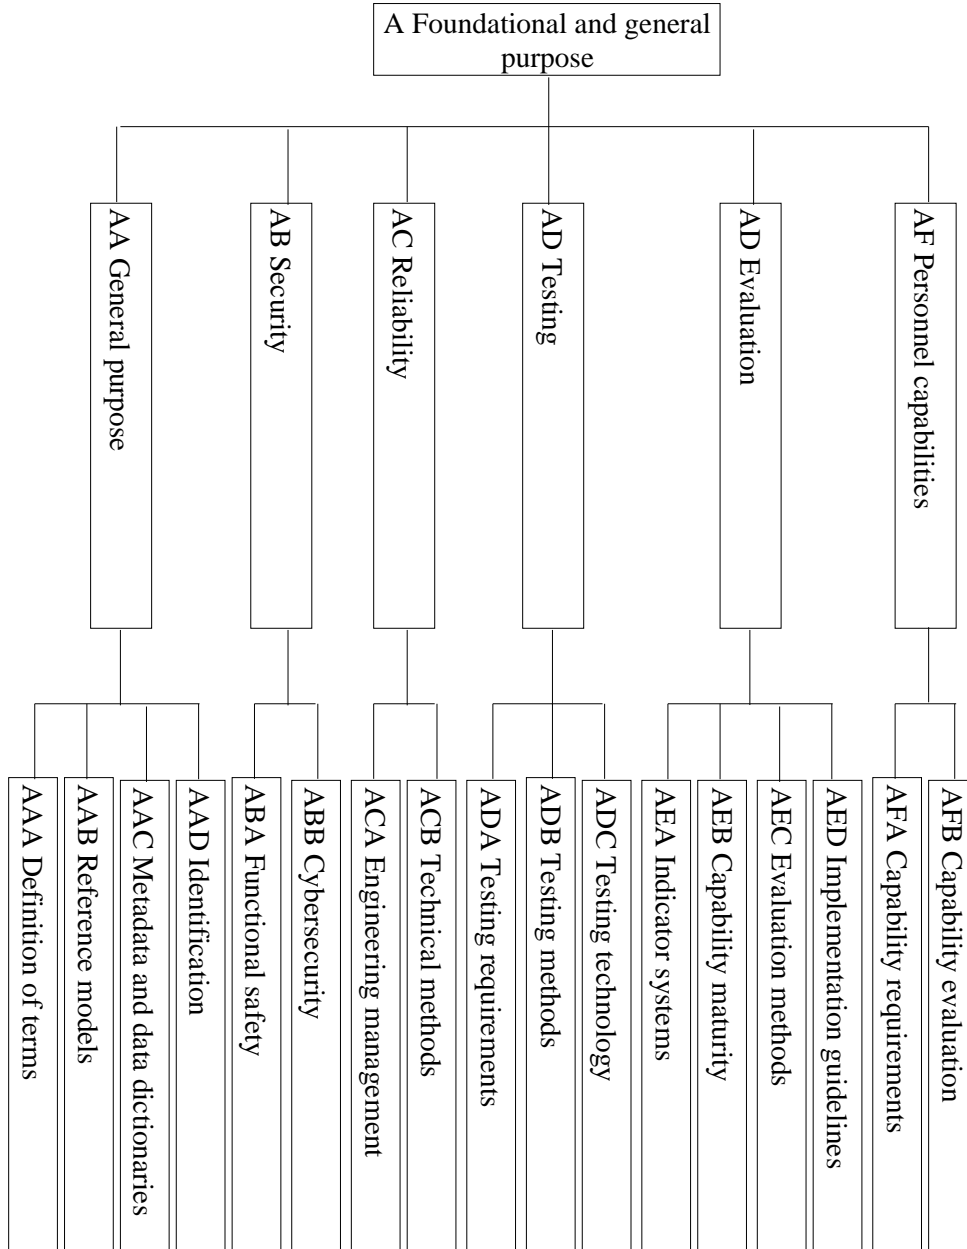 A Foundational and general
purpose
AA General purpose
AB Security
AC Reliability
AD Testing
AD Evaluation
AF Personnel capabilities
AAA Definition of terms
AAB Reference models
AAC Metadata and data dictionaries
AAD Identification
ABA Functional safety
ABB Cybersecurity
ACA Engineering management
ACB Technical methods
ADA Testing requirements
ADB Testing methods
ADC Testing technology
AEA Indicator systems
AEB Capability maturity
AEC Evaluation methods
AED Implementation guidelines
AFA Capability requirements
AFB Capability evaluation